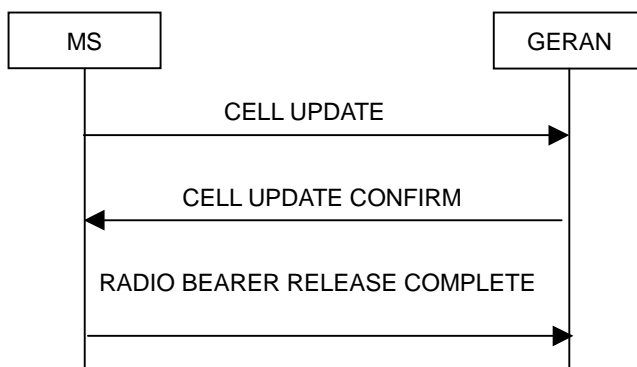 MS
GERAN
CELL UPDATE
CELL UPDATE CONFIRM
RADIO BEARER RELEASE COMPLETE